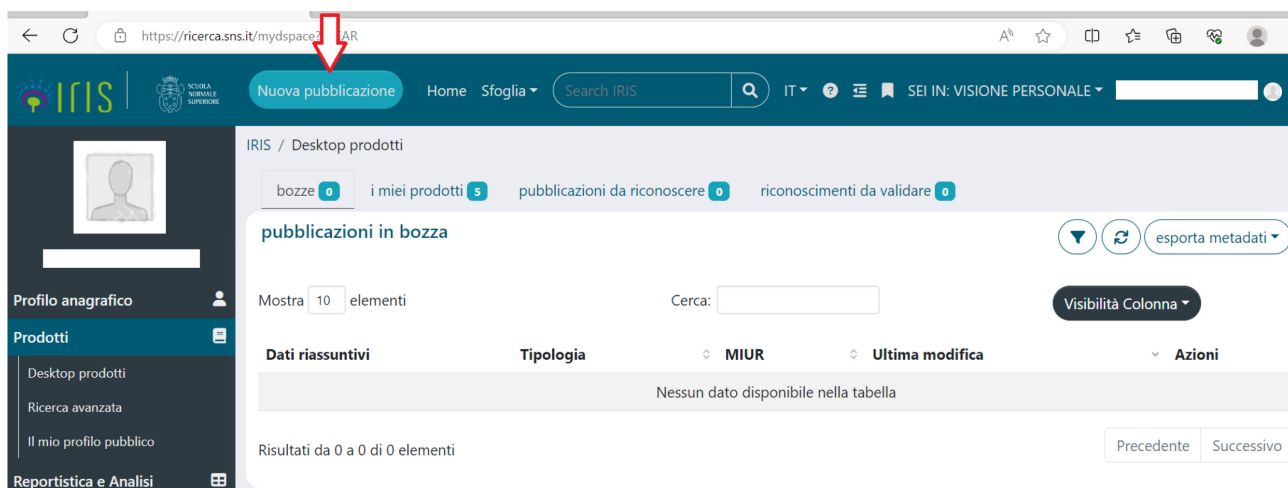 https://ricerca.sns.it/mydspace?
AR
IRIS
SCUOLA
NORMALE
SUPERIORE
Nuova pubblicazione
Home
Sfoglia
Search IRIS
IT
SEI IN: VISIONE PERSONALE
IRIS / Desktop prodotti
bozze 0
i miei prodotti 5
pubblicazioni da riconoscere 0
riconoscimenti da validare 0
pubblicazioni in bozza
esporta metadati
Profilo anagrafico
Prodotti
Desktop prodotti
Ricerca avanzata
Il mio profilo pubblico
Reportistica e Analisi
Mostra 10 elementi
Cerca:
Visibilità Colonna
Dati riassuntivi
Tipologia
MIUR
Ultima modifica
Azioni
Nessun dato disponibile nella tabella
Risultati da 0 a 0 di 0 elementi
Precedente
Successivo